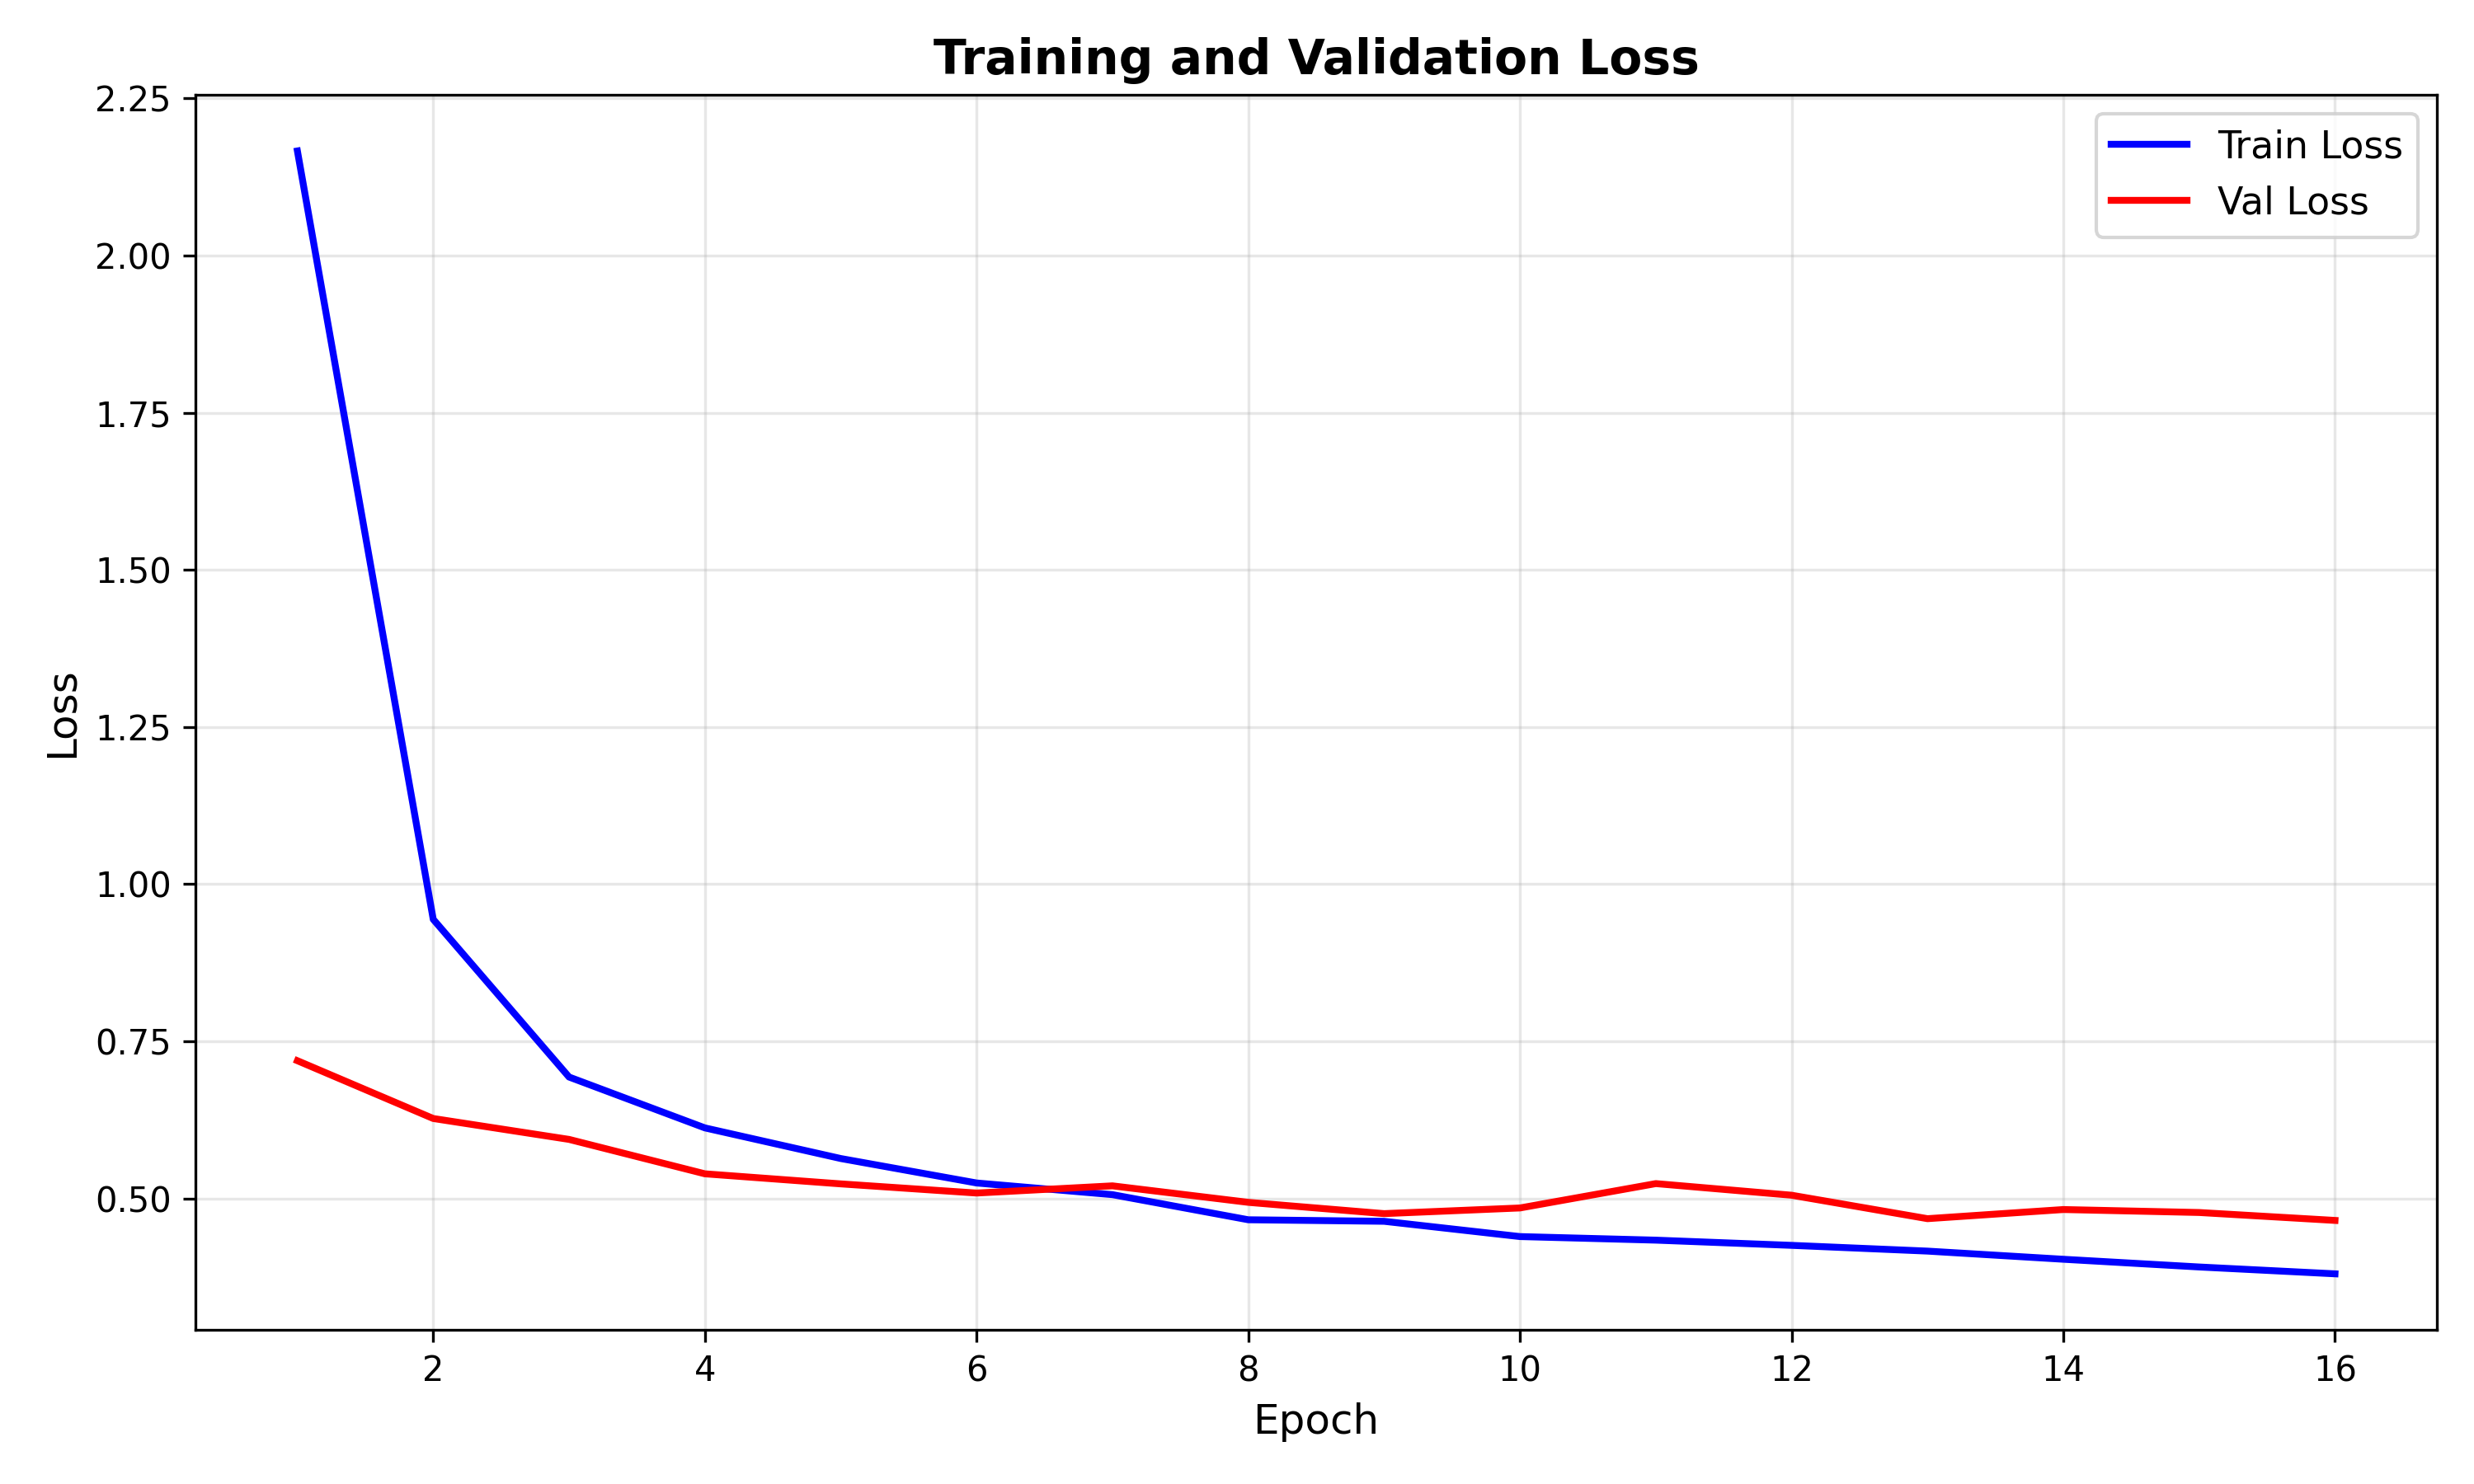 Training and Validation Loss
Train Loss
Val Loss
2.25
2.00
1.75
1.50
1.25
1.00
0.75
0.50
Loss
2 4 6 8 10 12 14 16
Epoch